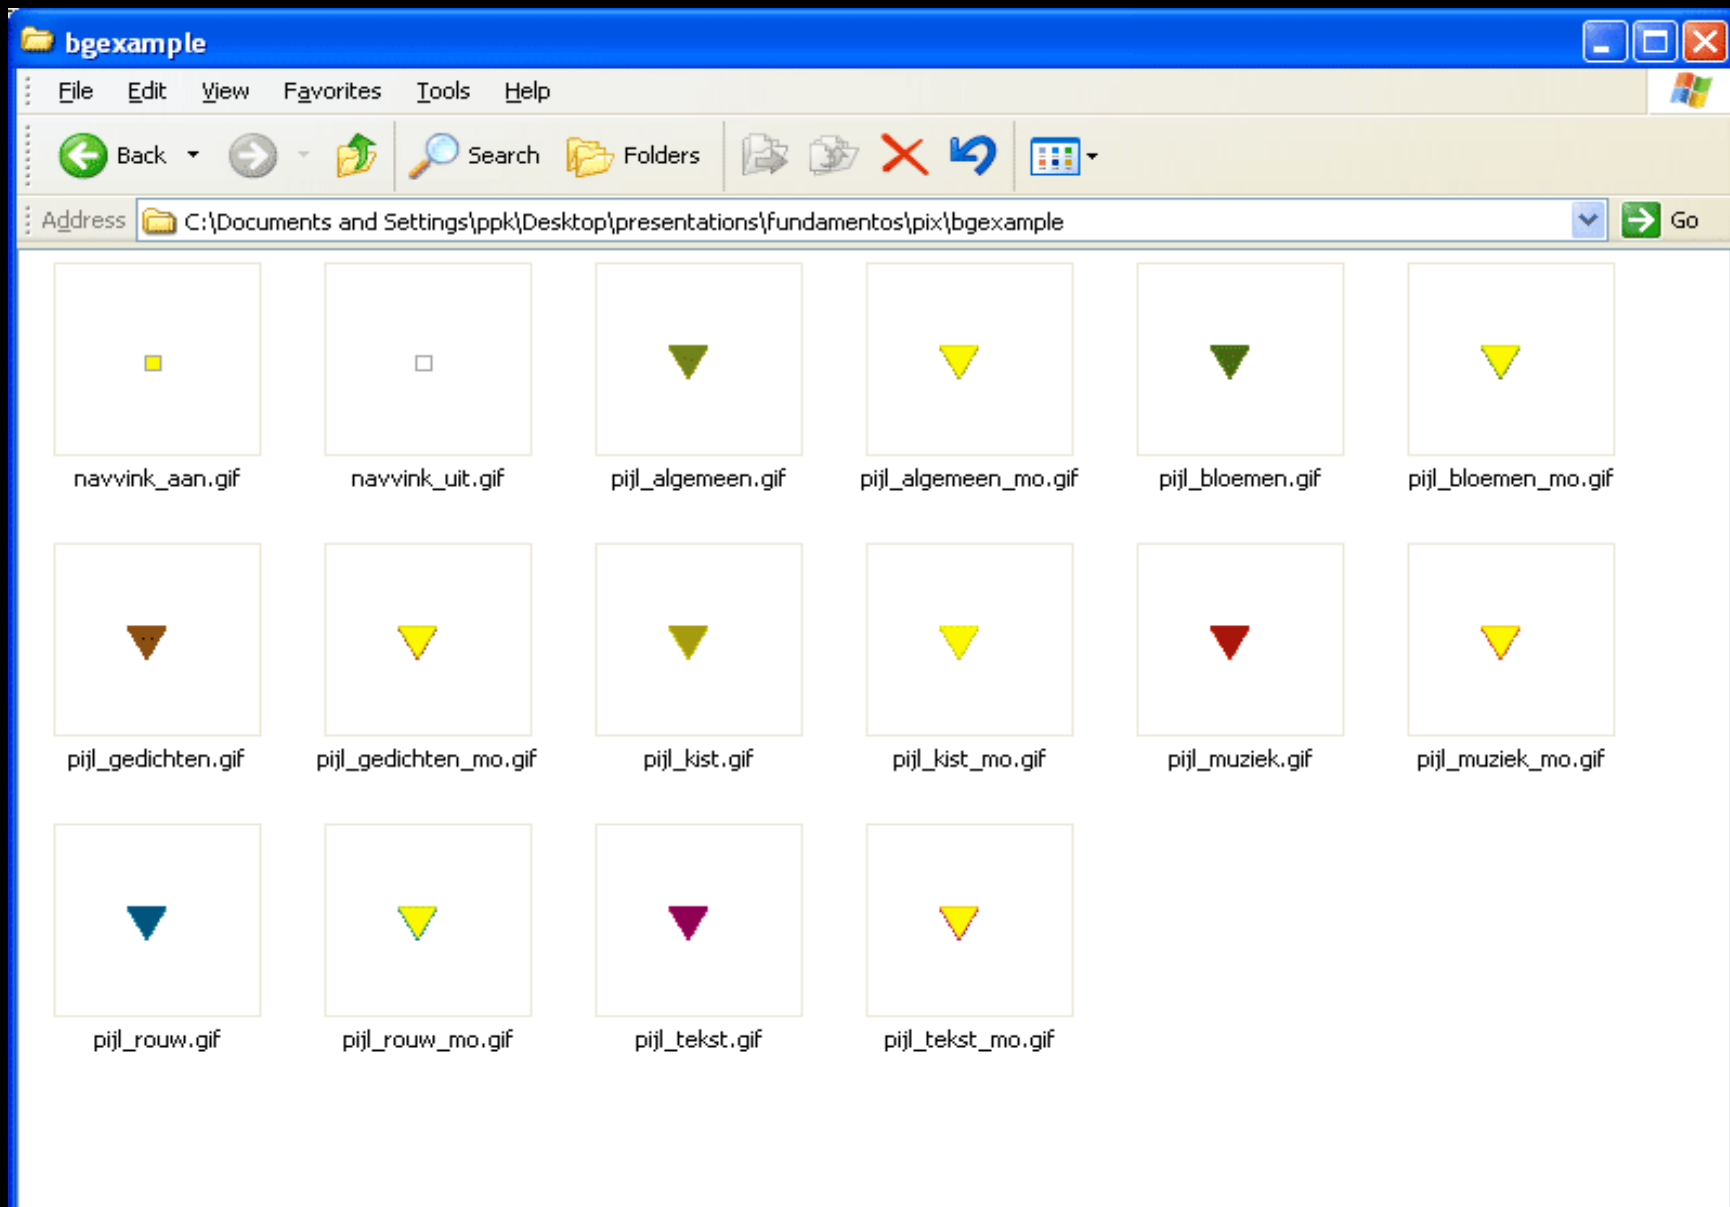 bgexample
File Edit View Favorites Tools Help
Back Search Folders
Address C:\Documents and Settings\ppk\Desktop\presentations\fundamentos\pix\bgexample Go
navvink_aan.gif navvink_uit.gif pijl_algemeen.gif pijl_algemeen_mo.gif pijl_bloemen.gif pijl_bloemen_mo.gif
pijl_gedichten.gif pijl_gedichten_mo.gif pijl_kist.gif pijl_kist_mo.gif pijl_muziek.gif pijl_muziek_mo.gif
pijl_rouw.gif pijl_rouw_mo.gif pijl_tekst.gif pijl_tekst_mo.gif